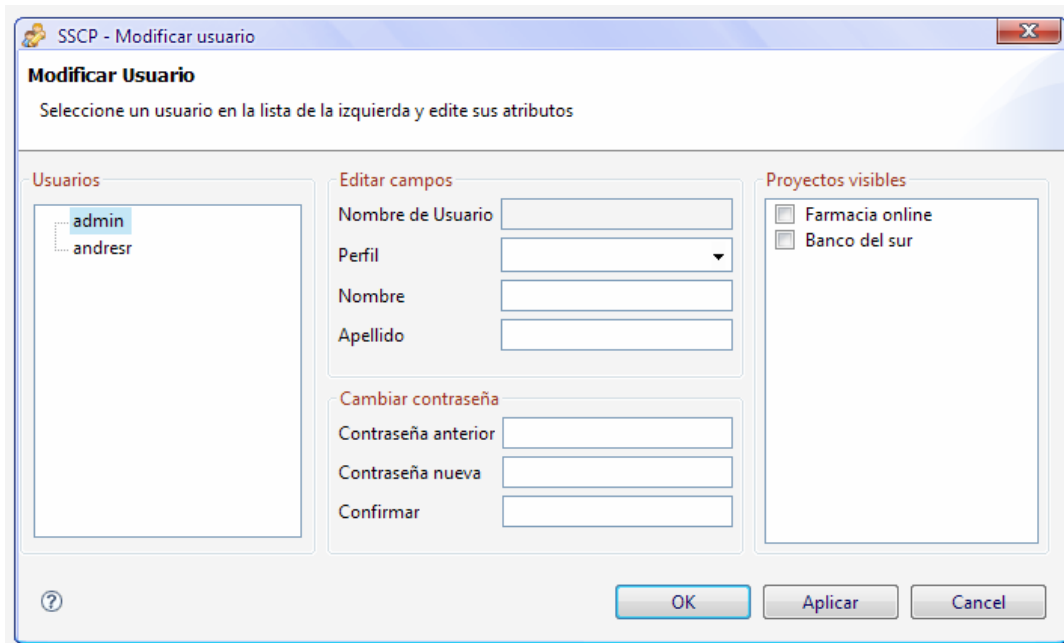 SSCP - Modificar usuario
Modificar Usuario
Seleccione un usuario en la lista de la izquierda y edite sus atributos
Usuarios
admin
andresr
Editar campos
Nombre de Usuario
Perfil
Nombre
Apellido
Cambiar contraseña
Contraseña anterior
Contraseña nueva
Confirmar
Proyectos visibles
Farmacia online
Banco del sur
?
OK
Aplicar
Cancel